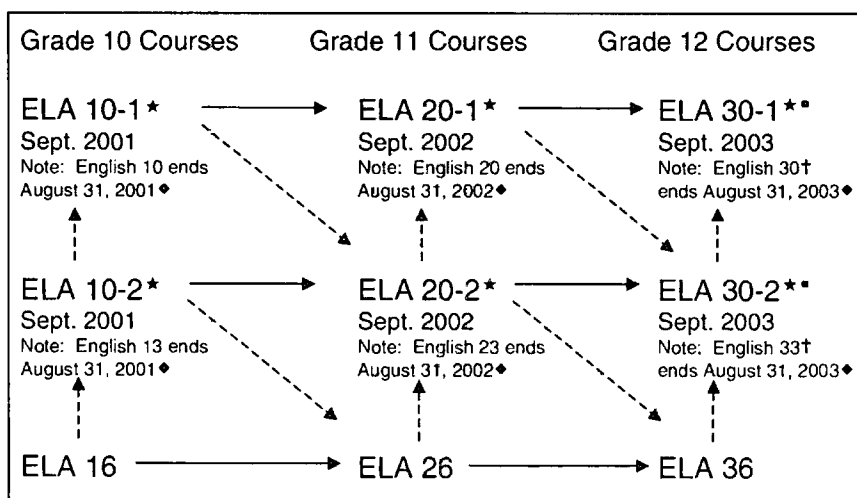 Grade 10 Courses Grade 11 Courses Grade 12 Courses
ELA 10-1★ ELA 20-1★ ELA 30-1★▪
Sept. 2001 Sept. 2002 Sept. 2003
Note: English 10 ends Note: English 20 ends Note: English 30†
August 31, 2001◆ August 31, 2002◆ ends August 31, 2003◆
ELA 10-2★ ELA 20-2★ ELA 30-2★▪
Sept. 2001 Sept. 2002 Sept. 2003
Note: English 13 ends Note: English 23 ends Note: English 33†
August 31, 2001◆ August 31, 2002◆ ends August 31, 2003◆
ELA 16 ELA 26 ELA 36